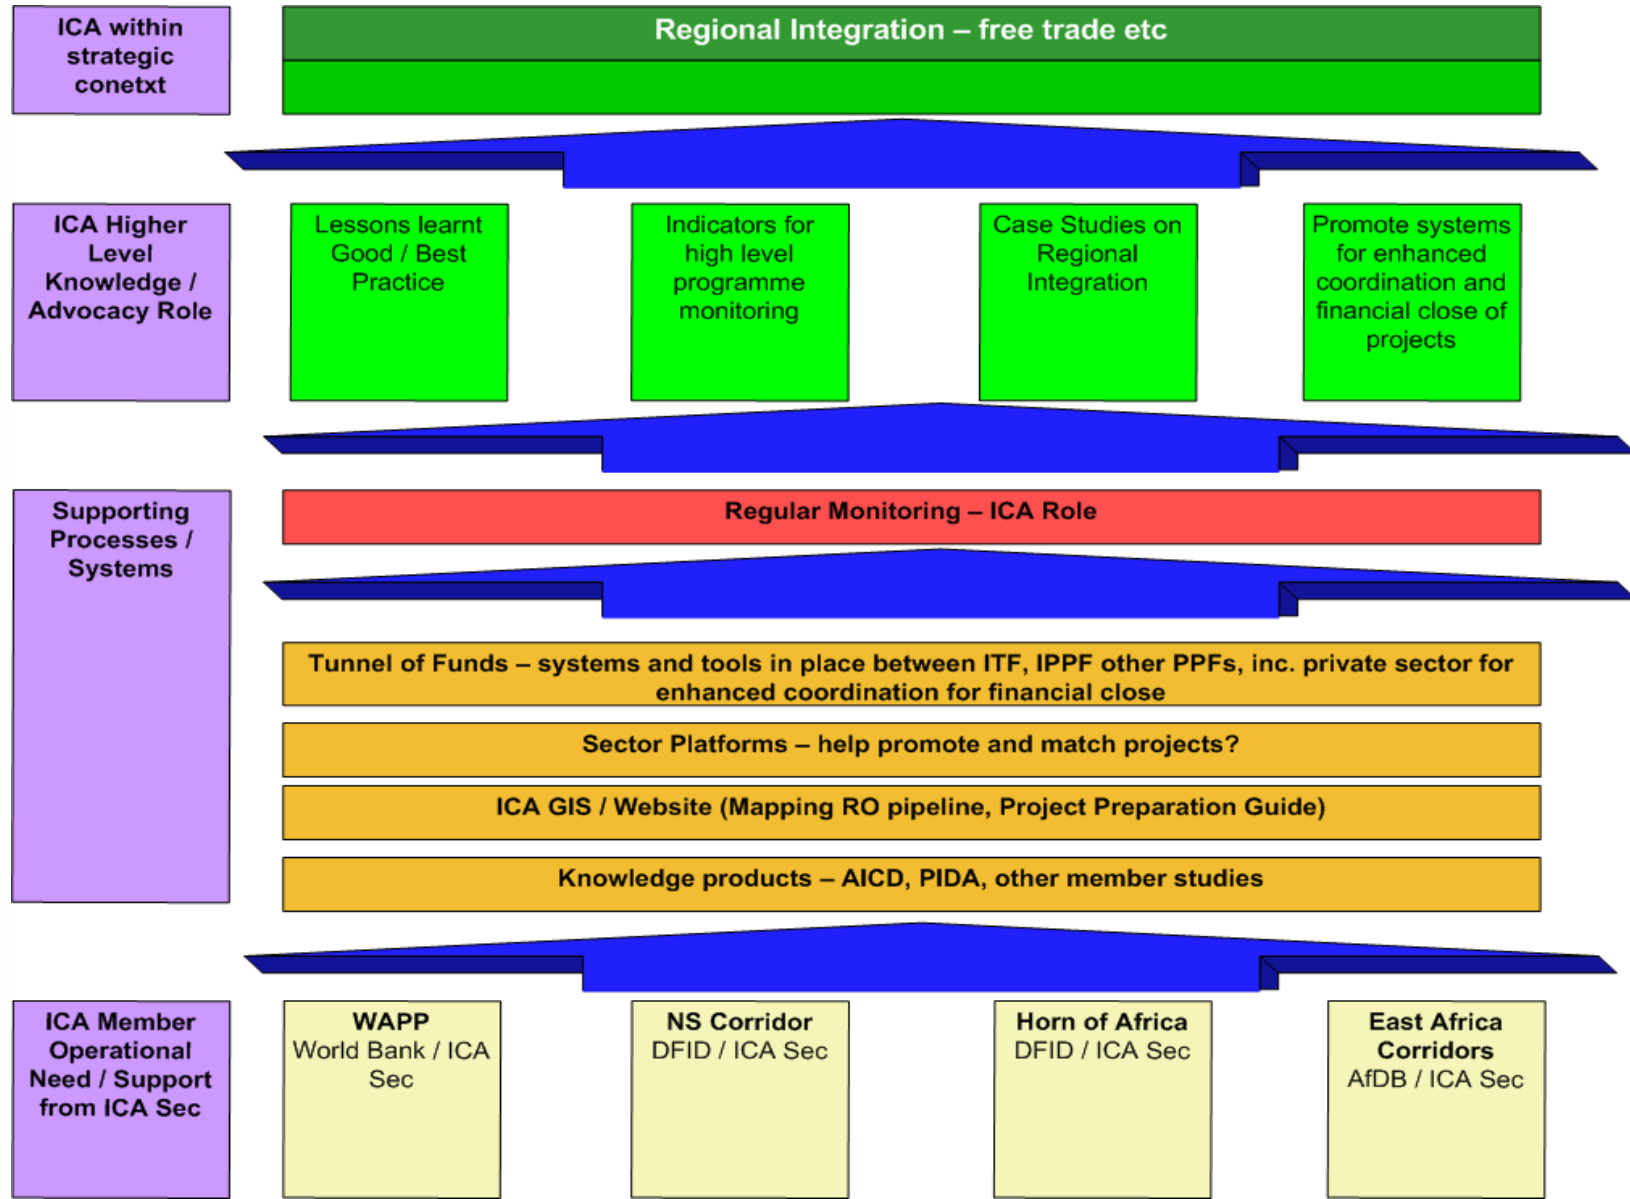 ICA within
strategic
conetxt
Regional Integration – free trade etc
ICA Higher
Level
Knowledge /
Advocacy Role
Lessons learnt
Good / Best
Practice
Indicators for
high level
programme
monitoring
Case Studies on
Regional
Integration
Promote systems
for enhanced
coordination and
financial close of
projects
Supporting
Processes /
Systems
Regular Monitoring – ICA Role
Tunnel of Funds – systems and tools in place between ITF, IPPF other PPFs, inc. private sector for
enhanced coordination for financial close
Sector Platforms – help promote and match projects?
ICA GIS / Website (Mapping RO pipeline, Project Preparation Guide)
Knowledge products – AICD, PIDA, other member studies
ICA Member
Operational
Need / Support
from ICA Sec
WAPP
World Bank / ICA
Sec
NS Corridor
DFID / ICA Sec
Horn of Africa
DFID / ICA Sec
East Africa
Corridors
AfDB / ICA Sec